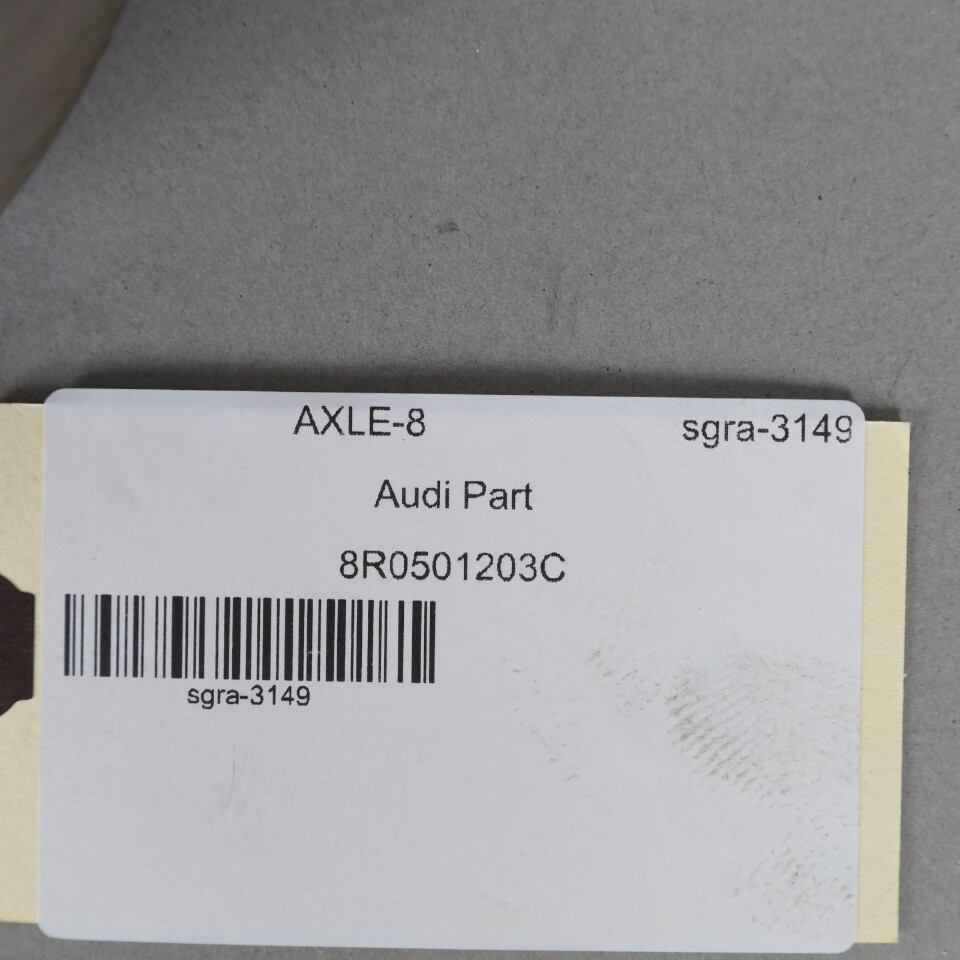 AXLE-8 sgra-3149
Audi Part
8R0501203C
sgra-3149